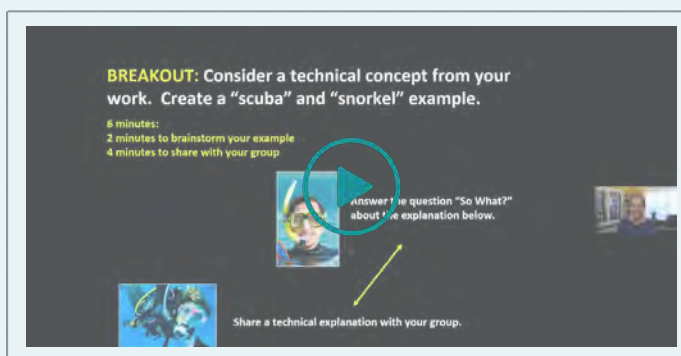 BREAKOUT: Consider a technical concept from your
work. Create a “scuba” and “snorkel” example.
6 minutes:
2 minutes to brainstorm your example
4 minutes to share with your group
Answer the question “So What?”
about the explanation below.
Share a technical explanation with your group.